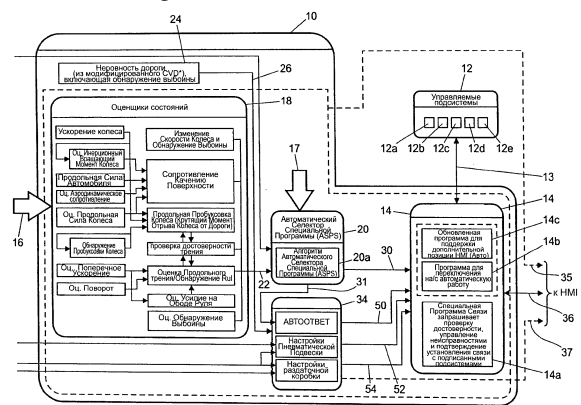 10
24
Неровность дороги
(из модифицированного CVD*),
включающая обнаружение выбоины
26
12
Управляемые
подсистемы
12a
12b
12c
12d
12e
13
18
Оценщики состояний
Ускорение колеса
Оц. Инерционный
Вращающий
Момент Колеса
Продольная Сила
Автомобиля
Оц. Аэродинамическое
сопротивление
Оц. Продольная
Сила Колеса
Обнаружение
Пробуксовки Колеса
Оц. Поперечное
Ускорение
Оц. Поворот
Изменение
Скорости Колеса и
Обнаружение Выбоины
Сопротивление
Качению
Поверхности
Продольная Пробуксовка
Колеса (Крутящий Момент
Отрыва Колеса от Дороги)
Проверка достоверности
трения
Оценка Продольного
Трения/Обнаружение Rul
Оц. Усилие на
Ободе Руля
Оц. Обнаружение
Выбоины
16
17
22
Автоматический
Селектор
Специальной
Программы (ASPS)
20
Алгоритм
Автоматического
Селектора
Специальной
Программы (ASPS)
20a
30
31
34
АВТООТВЕТ
Настройки
Пневматической
Подвески
Настройки
раздаточной
коробки
50
52
54
14
14
14c
Обновленная
программа для
поддержки
дополнительной
позиции HMI (Авто)
14b
Программа для
переключения
на/с автоматическую
работу
Специальная
Программа Связи
запрашивает
проверку
достоверности,
управление
неисправностями
и подтверждение
установления связи
с подписанными
подсистемами
14a
35
к HMI
36
37